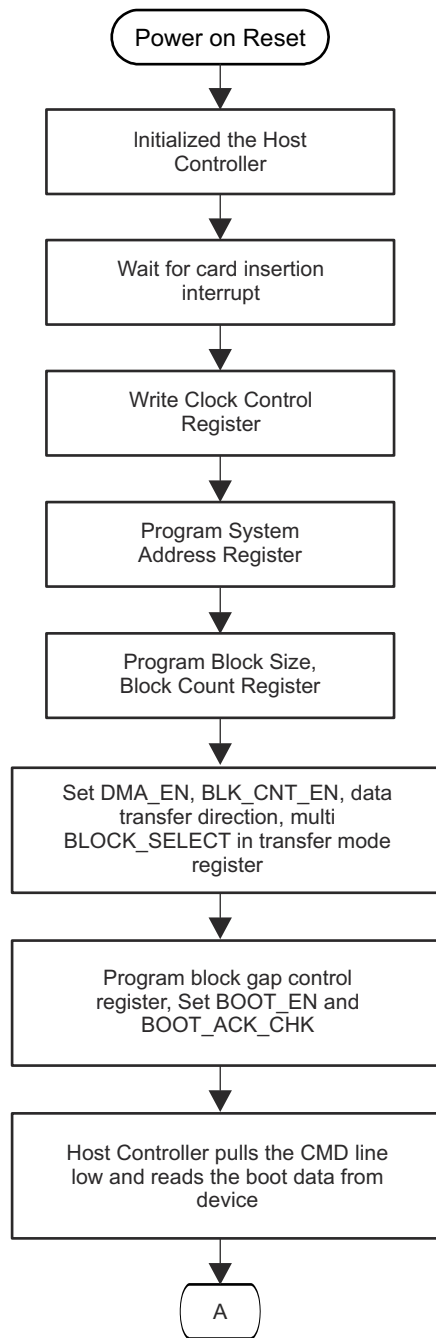 Power on Reset
Initialized the Host
Controller
Wait for card insertion
interrupt
Write Clock Control
Register
Program System
Address Register
Program Block Size,
Block Count Register
Set DMA_EN, BLK_CNT_EN, data
transfer direction, multi
BLOCK_SELECT in transfer mode
register
Program block gap control
register, Set BOOT_EN and
BOOT_ACK_CHK
Host Controller pulls the CMD line
low and reads the boot data from
device
A